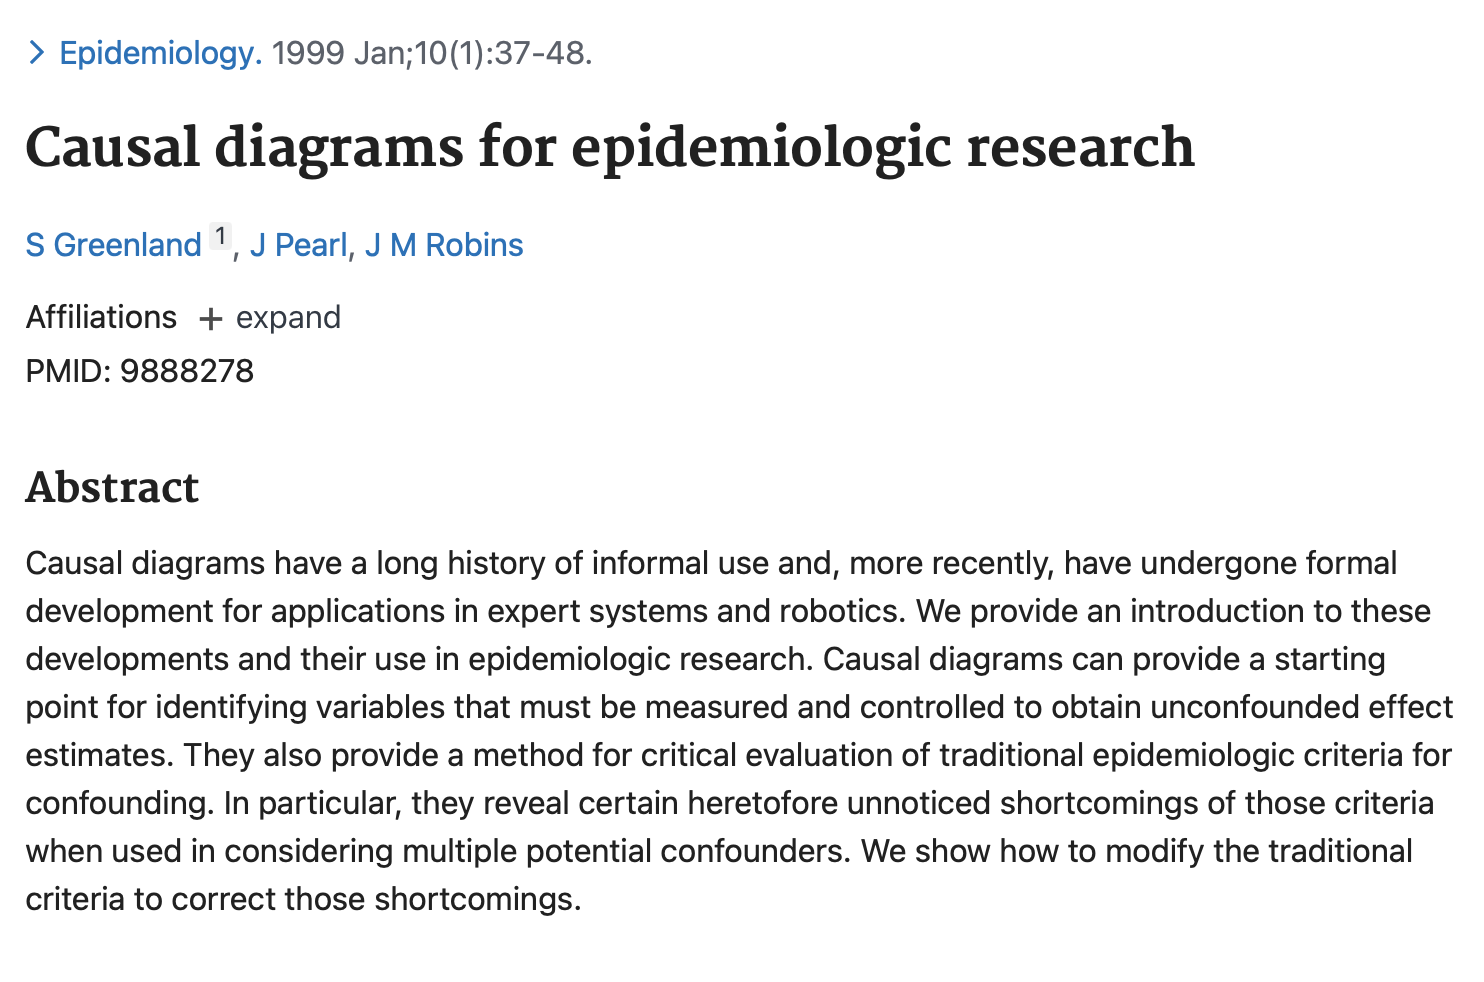 > Epidemiology. 1999 Jan;10(1):37-48.
Causal diagrams for epidemiologic research
S Greenland 1, J Pearl, J M Robins
Affiliations + expand
PMID: 9888278
Abstract
Causal diagrams have a long history of informal use and, more recently, have undergone formal
development for applications in expert systems and robotics. We provide an introduction to these
developments and their use in epidemiologic research. Causal diagrams can provide a starting
point for identifying variables that must be measured and controlled to obtain unconfounded effect
estimates. They also provide a method for critical evaluation of traditional epidemiologic criteria for
confounding. In particular, they reveal certain heretofore unnoticed shortcomings of those criteria
when used in considering multiple potential confounders. We show how to modify the traditional
criteria to correct those shortcomings.